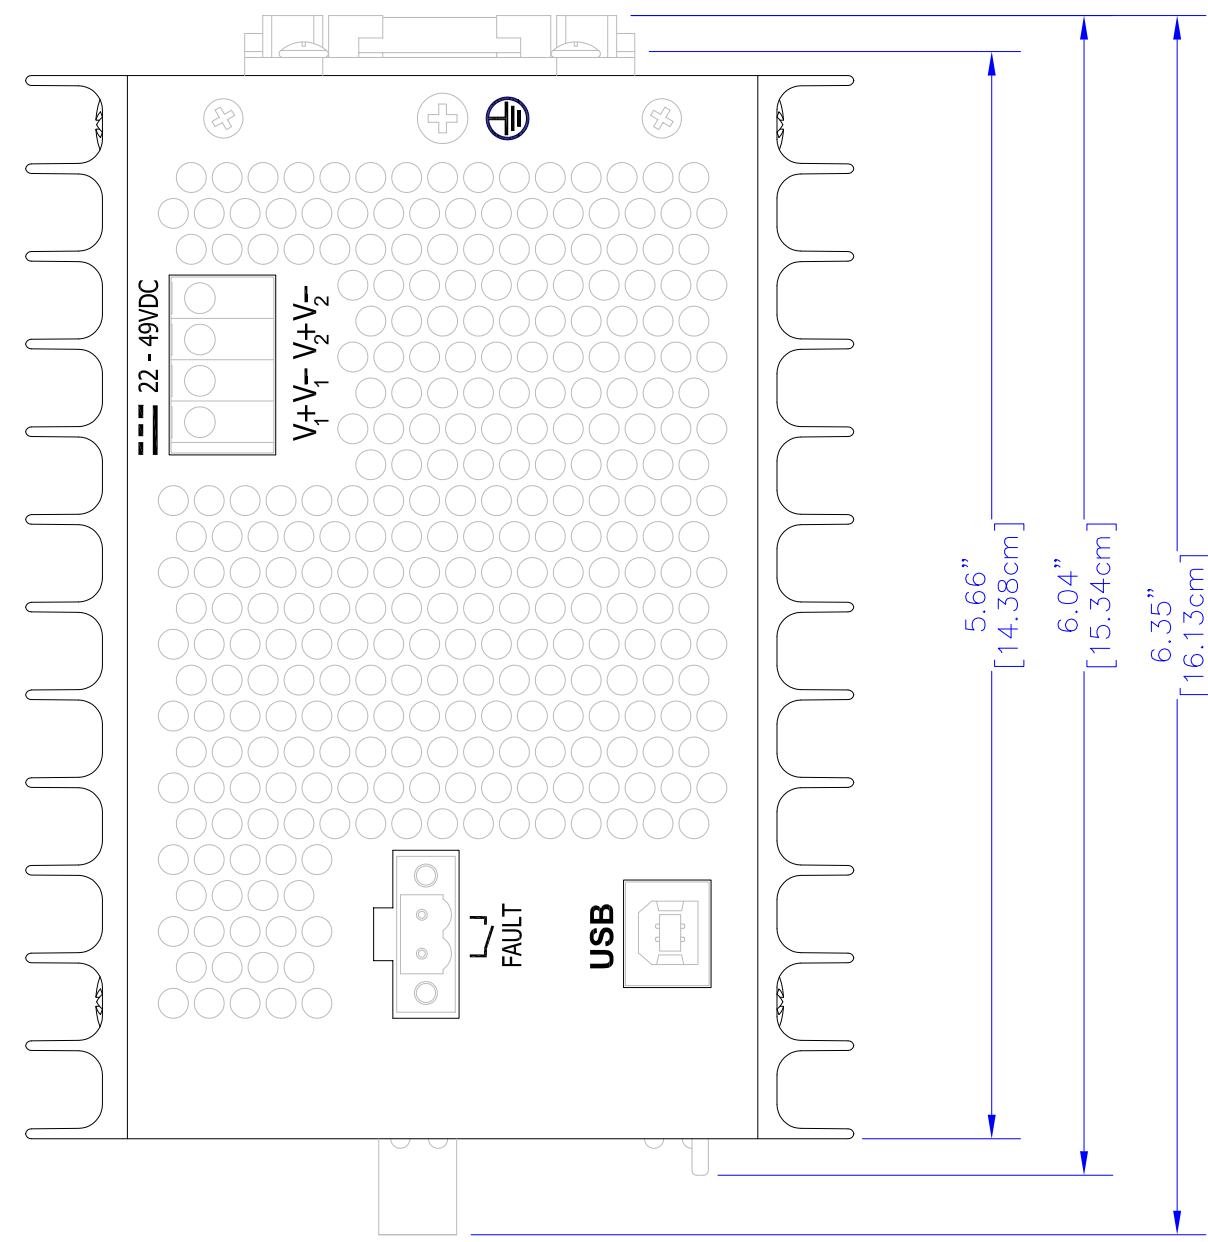 22 - 49VDC
V₁+ V₁− V₂+ V₂−
FAULT
USB
5.66”
[14.38cm]
6.04”
[15.34cm]
6.35”
[16.13cm]